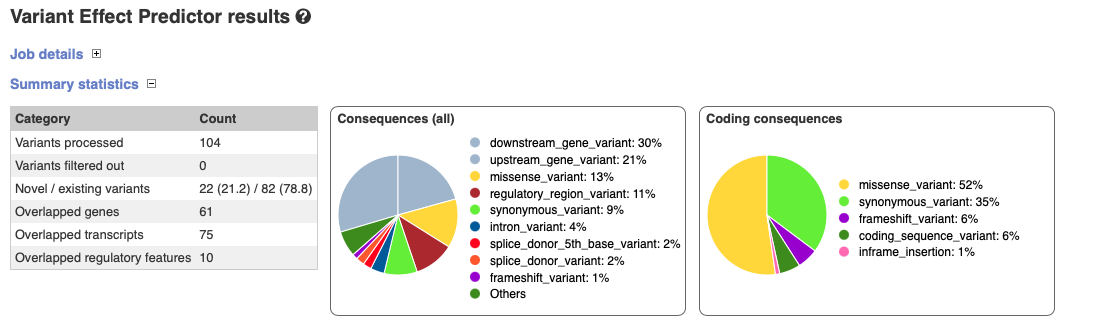 Variant Effect Predictor results ?
Job details +
Summary statistics −
Category Count
Variants processed 104
Variants filtered out 0
Novel / existing variants 22 (21.2) / 82 (78.8)
Overlapped genes 61
Overlapped transcripts 75
Overlapped regulatory features 10
Consequences (all)
downstream_gene_variant: 30%
upstream_gene_variant: 21%
missense_variant: 13%
regulatory_region_variant: 11%
synonymous_variant: 9%
intron_variant: 4%
splice_donor_5th_base_variant: 2%
splice_donor_variant: 2%
frameshift_variant: 1%
Others
Coding consequences
missense_variant: 52%
synonymous_variant: 35%
frameshift_variant: 6%
coding_sequence_variant: 6%
inframe_insertion: 1%